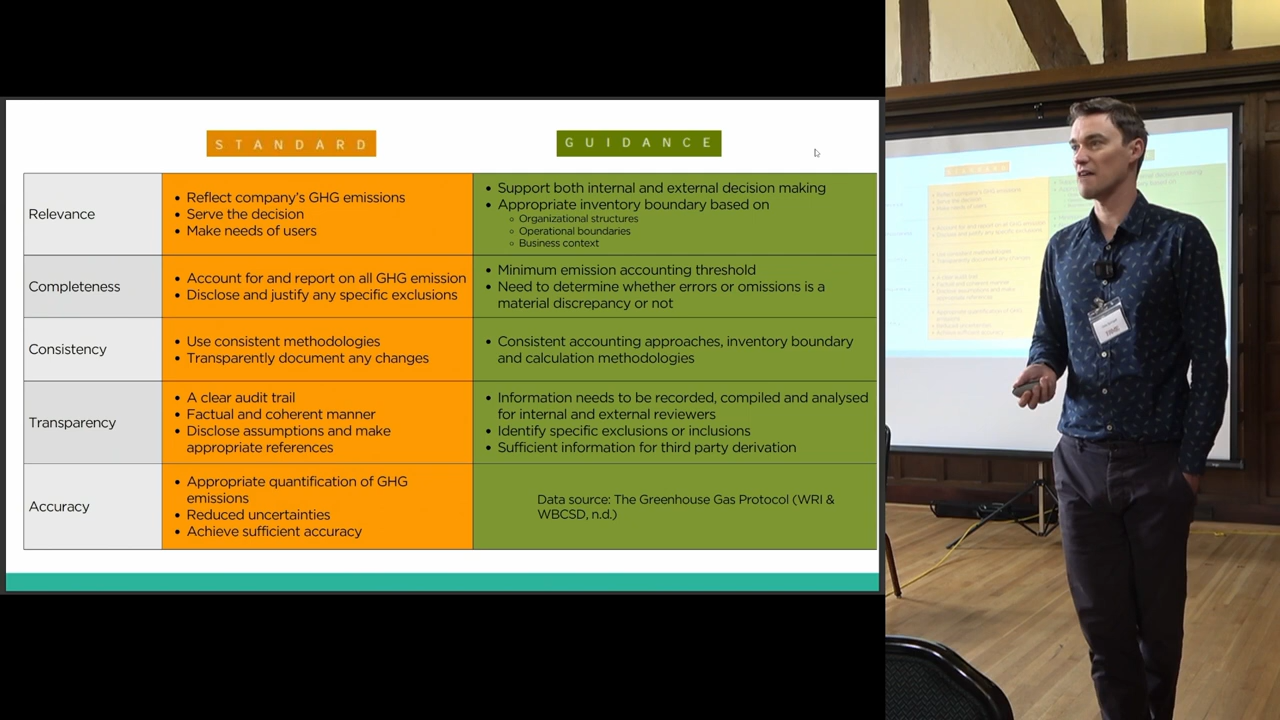 STANDARD
GUIDANCE
Relevance
• Reflect company's GHG emissions
• Serve the decision
• Make needs of users
• Support both internal and external decision making
• Appropriate inventory boundary based on
○ Organizational structures
○ Operational boundaries
○ Business context
Completeness
• Account for and report on all GHG emission
• Disclose and justify any specific exclusions
• Minimum emission accounting threshold
• Need to determine whether errors or omissions is a
material discrepancy or not
Consistency
• Use consistent methodologies
• Transparently document any changes
• Consistent accounting approaches, inventory boundary
and calculation methodologies
Transparency
• A clear audit trail
• Factual and coherent manner
• Disclose assumptions and make
appropriate references
• Information needs to be recorded, compiled and analysed
for internal and external reviewers
• Identify specific exclusions or inclusions
• Sufficient information for third party derivation
Accuracy
• Appropriate quantification of GHG
emissions
• Reduced uncertainties
• Achieve sufficient accuracy
Data source: The Greenhouse Gas Protocol (WRI &
WBCSD, n.d.)